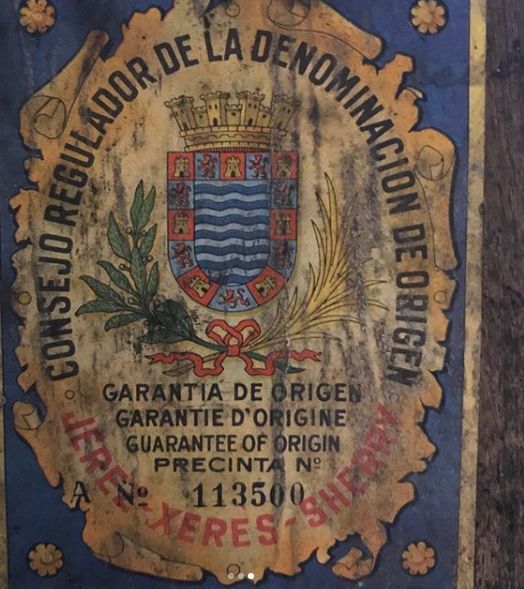 CONSEJO REGULADOR DE LA DENOMINACION DE ORIGEN
GARANTIA DE ORIGEN
GARANTIE D'ORIGINE
GUARANTEE OF ORIGIN
PRECINTA Nº
A Nº 113500
JEREZ-XERES-SHERRY